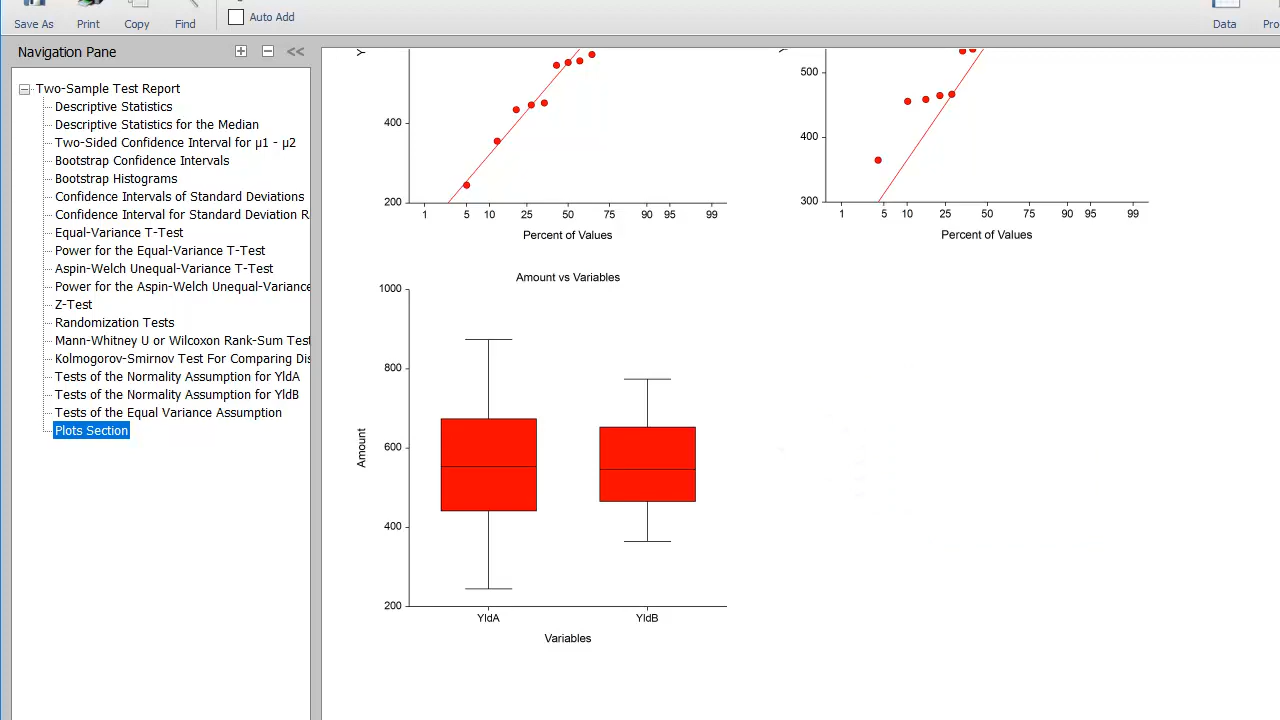 Save As
Print
Copy
Find
Auto Add
Data
Navigation Pane
Two-Sample Test Report
Descriptive Statistics
Descriptive Statistics for the Median
Two-Sided Confidence Interval for µ1 - µ2
Bootstrap Confidence Intervals
Bootstrap Histograms
Confidence Intervals of Standard Deviations
Confidence Interval for Standard Deviation R
Equal-Variance T-Test
Power for the Equal-Variance T-Test
Aspin-Welch Unequal-Variance T-Test
Power for the Aspin-Welch Unequal-Variance
Z-Test
Randomization Tests
Mann-Whitney U or Wilcoxon Rank-Sum Test
Kolmogorov-Smirnov Test For Comparing Dis
Tests of the Normality Assumption for YldA
Tests of the Normality Assumption for YldB
Tests of the Equal Variance Assumption
Plots Section
400
200
1 5 10 25 50 75 90 95 99
Percent of Values
500
400
300
1 5 10 25 50 75 90 95 99
Percent of Values
Amount vs Variables
1000
800
600
400
200
Amount
YldA YldB
Variables